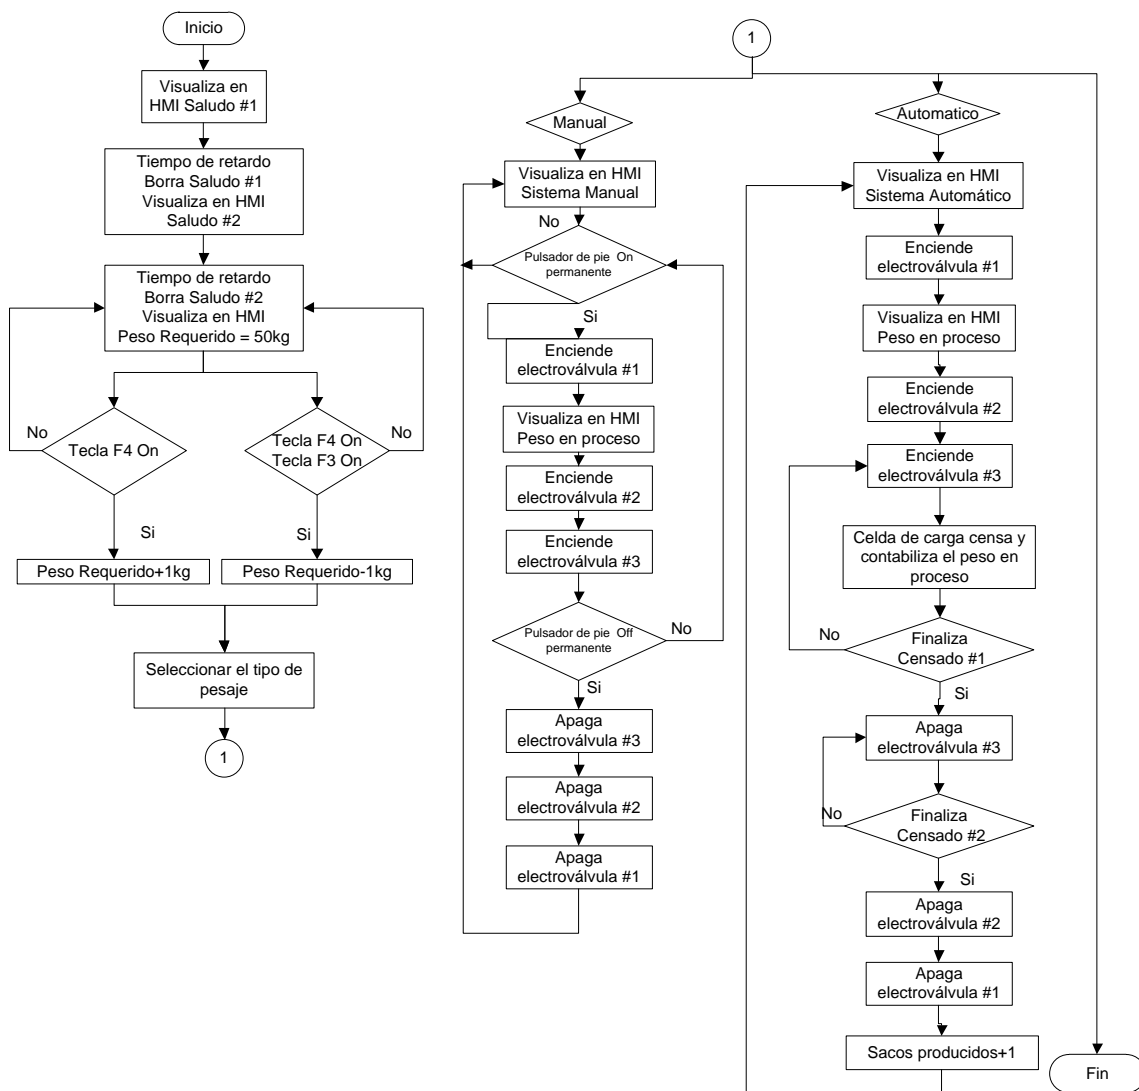 Inicio
Visualiza en
HMI Saludo #1
Tiempo de retardo
Borra Saludo #1
Visualiza en HMI
Saludo #2
Tiempo de retardo
Borra Saludo #2
Visualiza en HMI
Peso Requerido = 50kg
No
Tecla F4 On
Tecla F4 On
Tecla F3 On
No
Si
Si
Peso Requerido+1kg
Peso Requerido-1kg
Seleccionar el tipo de
pesaje
1
1
Manual
Visualiza en HMI
Sistema Manual
No
Pulsador de pie On
permanente
Si
Enciende
electroválvula #1
Visualiza en HMI
Peso en proceso
Enciende
electroválvula #2
Enciende
electroválvula #3
Pulsador de pie Off
permanente
No
Si
Apaga
electroválvula #3
Apaga
electroválvula #2
Apaga
electroválvula #1
Automatico
Visualiza en HMI
Sistema Automático
Enciende
electroválvula #1
Visualiza en HMI
Peso en proceso
Enciende
electroválvula #2
Enciende
electroválvula #3
Celda de carga censa y
contabiliza el peso en
proceso
No
Finaliza
Censado #1
Si
Apaga
electroválvula #3
No
Finaliza
Censado #2
Si
Apaga
electroválvula #2
Apaga
electroválvula #1
Sacos producidos+1
Fin